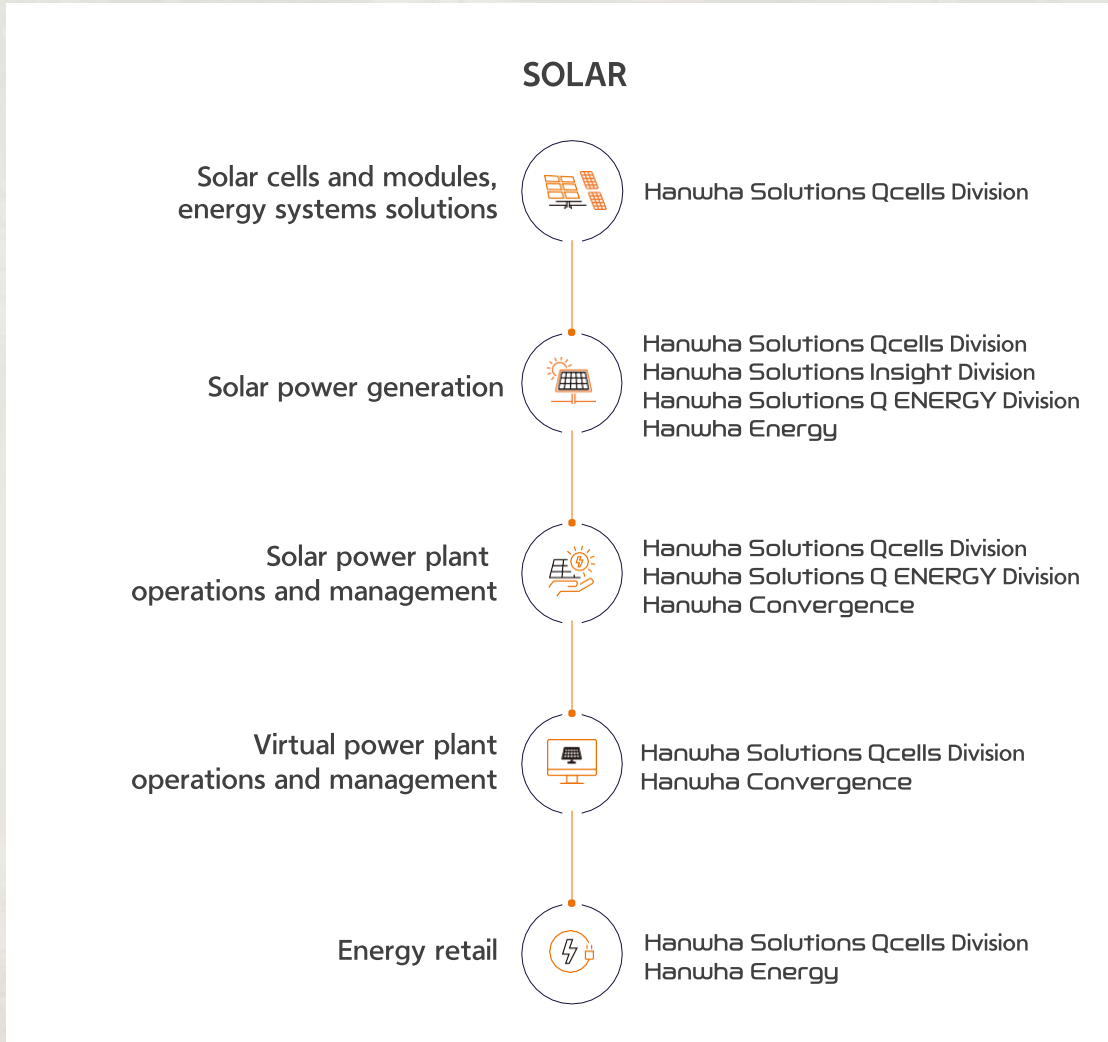 SOLAR
Solar cells and modules,
energy systems solutions
Hanwha Solutions Qcells Division
Solar power generation
Hanwha Solutions Qcells Division
Hanwha Solutions Insight Division
Hanwha Solutions Q ENERGY Division
Hanwha Energy
Solar power plant
operations and management
Hanwha Solutions Qcells Division
Hanwha Solutions Q ENERGY Division
Hanwha Convergence
Virtual power plant
operations and management
Hanwha Solutions Qcells Division
Hanwha Convergence
Energy retail
Hanwha Solutions Qcells Division
Hanwha Energy